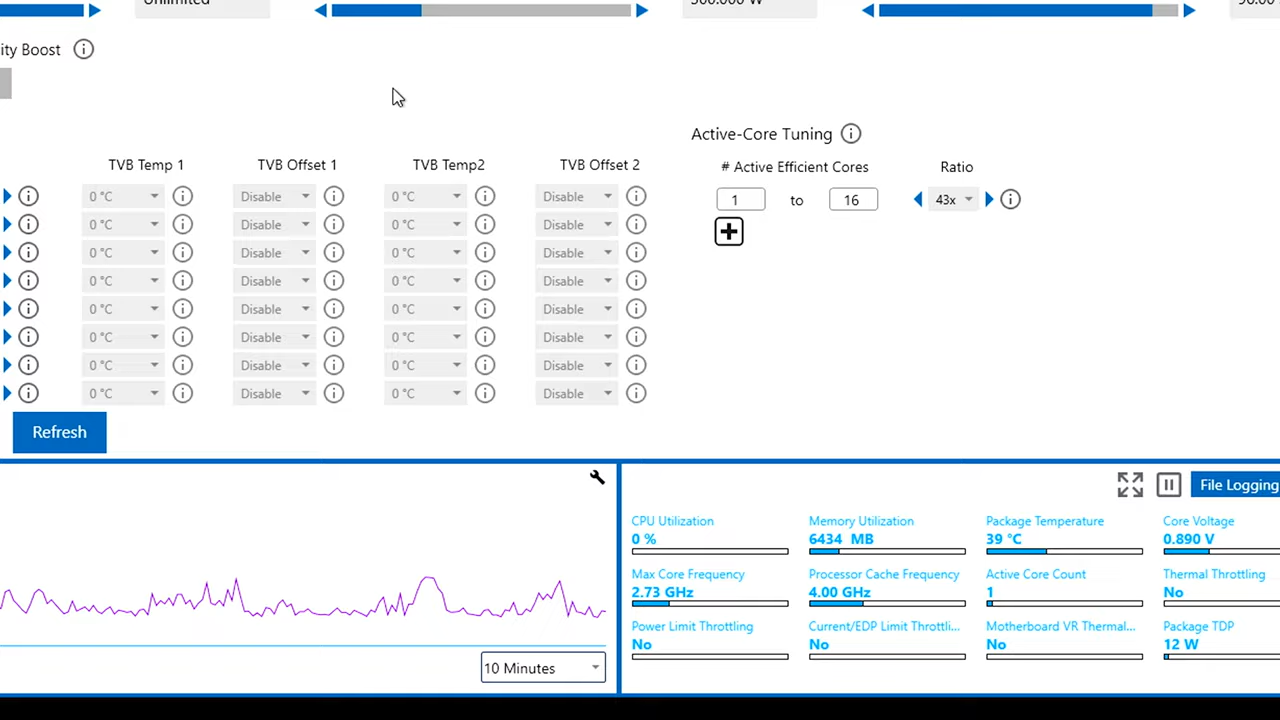 Unlimited
ity Boost
Active-Core Tuning
TVB Temp 1 TVB Offset 1 TVB Temp2 TVB Offset 2
# Active Efficient Cores Ratio
0 °C Disable 0 °C Disable
1 to 16 43x
0 °C Disable 0 °C Disable
0 °C Disable 0 °C Disable
0 °C Disable 0 °C Disable
0 °C Disable 0 °C Disable
0 °C Disable 0 °C Disable
0 °C Disable 0 °C Disable
0 °C Disable 0 °C Disable
Refresh
File Logging
CPU Utilization Memory Utilization Package Temperature Core Voltage
0 % 6434 MB 39 °C 0.890 V
Max Core Frequency Processor Cache Frequency Active Core Count Thermal Throttling
2.73 GHz 4.00 GHz 1 No
Power Limit Throttling Current/EDP Limit Throttli... Motherboard VR Thermal... Package TDP
No No No 12 W
10 Minutes